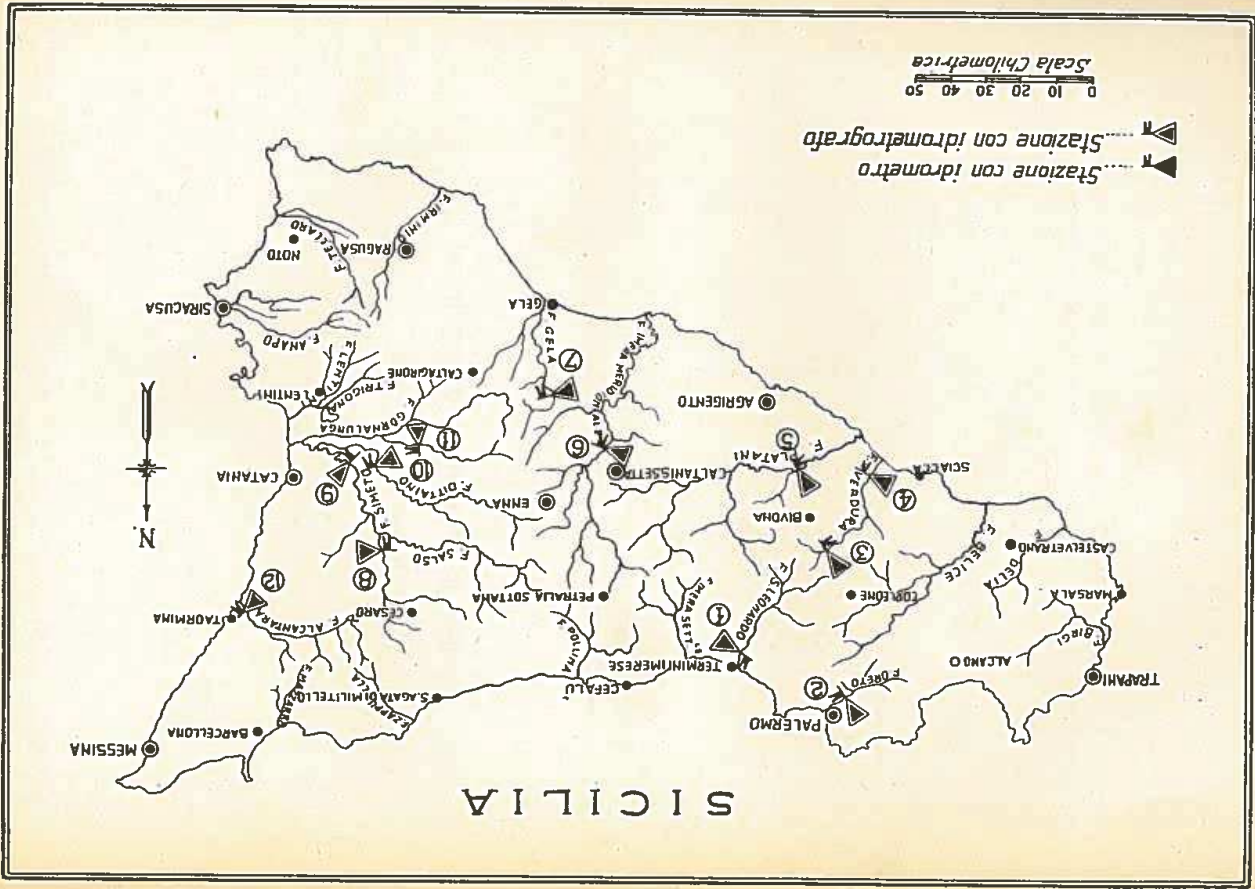 SICILIA
MESSINA
BARCELLONA
PALERMO
2
F. ORETO
TRAPANI
CEFALÙ
S. AGATA DI MILITELLO
F. ZAPPULLA
TERMINI IMERESE
ALCAMO
F. BIRGI
1
F. S. LEONARDO
F. IMERA SETT.
F. POLLINA
TAORMINA
F. ALCANTARA
12
MARSALA
CORLEONE
PETRALIA SOTTANA
CESARÒ
DELIA
CASTELVETRANO
F. BELICE
3
F. SALSO
8
F. SIMETO
N.
BIVONA
F. VERDURA
ENNA
F. DITTAINO
SCIACCA
4
F. PLATANI
5
CALTANISSETTA
CATANIA
9
10
6
11
F. GORNALUNGA
AGRIGENTO
F. IMERA MERIDIONALE
7
CALTAGIRONE
F. TRIGONA
F. LENTINI
LENTINI
F. GELA
GELA
F. ANAPO
SIRACUSA
RAGUSA
F. IRMINIO
F. TELLARO
NOTO
Stazione con idrometro
Stazione con idrometrografo
0 10 20 30 40 50
Scala Chilometrica